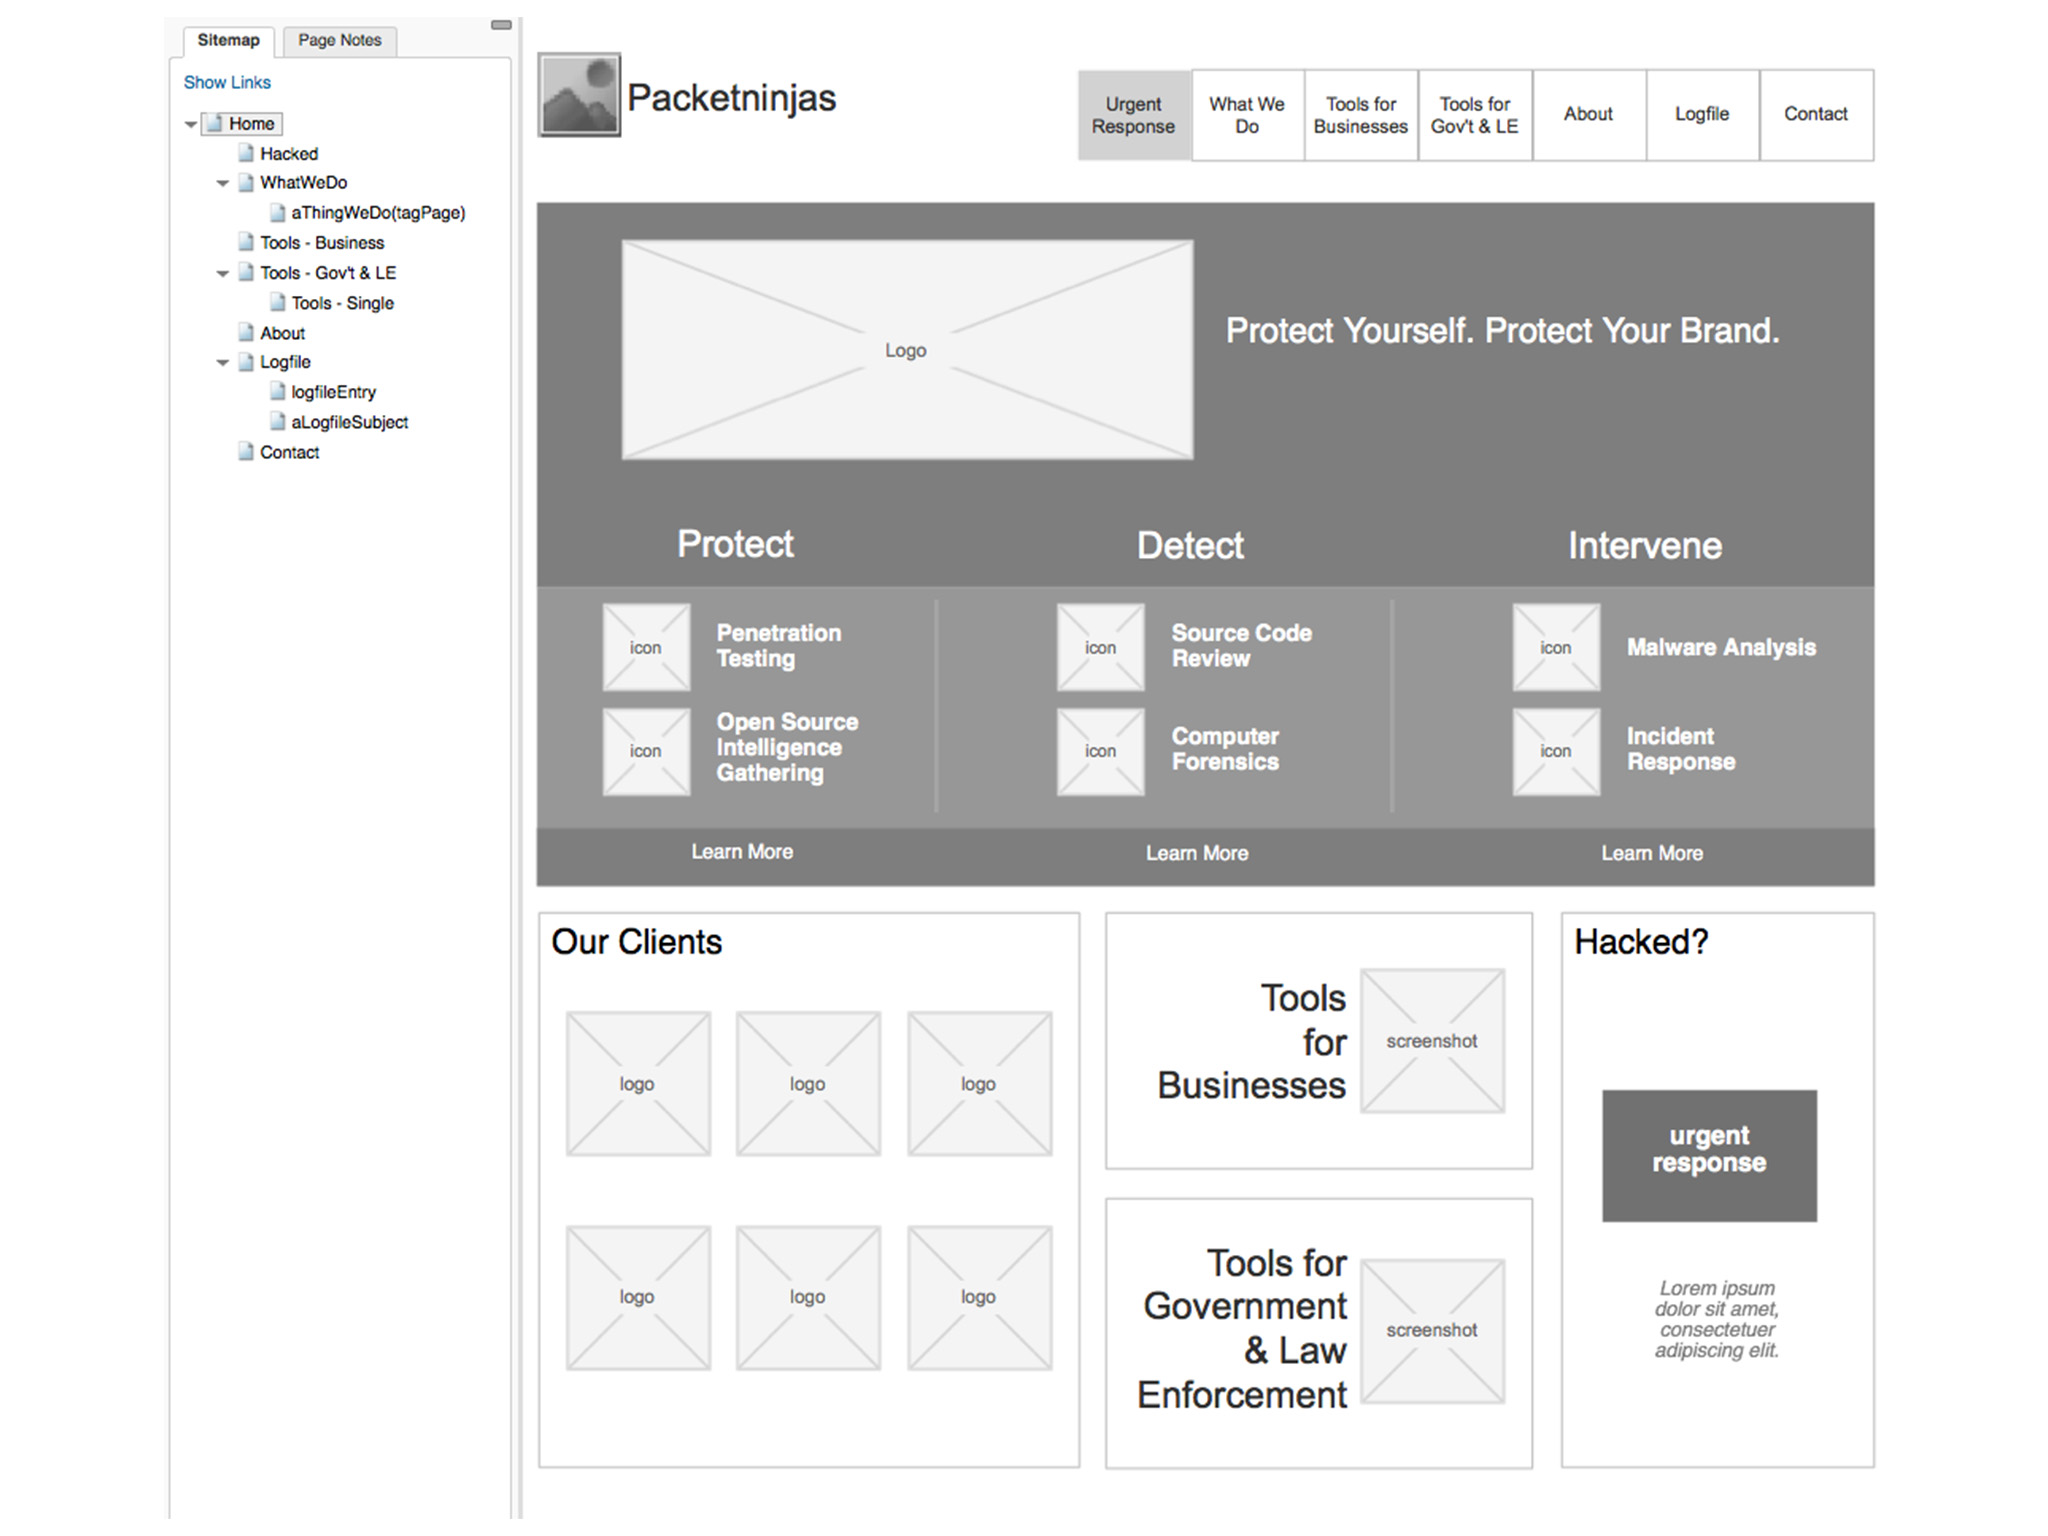 Sitemap
Page Notes
Show Links
Home
Hacked
WhatWeDo
aThingWeDo(tagPage)
Tools - Business
Tools - Gov't & LE
Tools - Single
About
Logfile
logfileEntry
aLogfileSubject
Contact
Packetninjas
Urgent
Response
What We
Do
Tools for
Businesses
Tools for
Gov't & LE
About
Logfile
Contact
Logo
Protect Yourself. Protect Your Brand.
Protect
Detect
Intervene
icon
Penetration
Testing
icon
Open Source
Intelligence
Gathering
icon
Source Code
Review
icon
Computer
Forensics
icon
Malware Analysis
icon
Incident
Response
Learn More
Learn More
Learn More
Our Clients
logo
logo
logo
logo
logo
logo
Tools
for
Businesses
screenshot
Tools for
Government
& Law
Enforcement
screenshot
Hacked?
urgent
response
Lorem ipsum
dolor sit amet,
consectetuer
adipiscing elit.